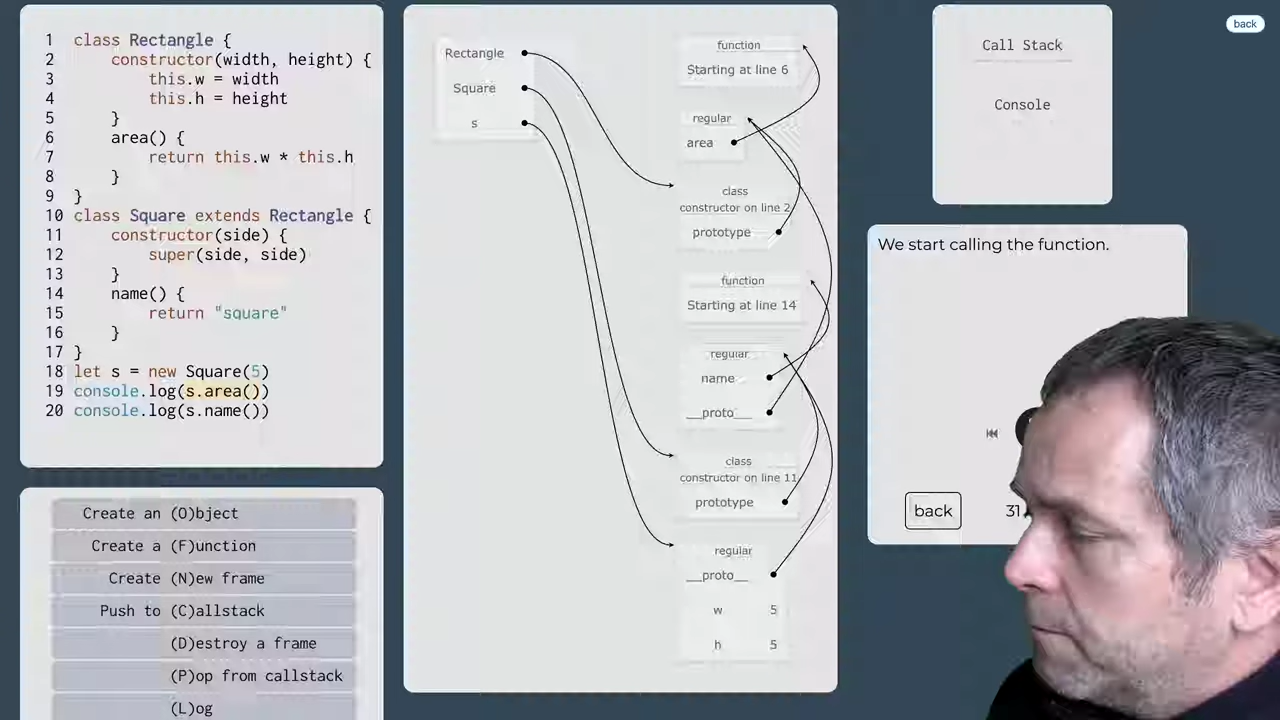 1 class Rectangle {
2 constructor(width, height) {
3 this.w = width
4 this.h = height
5 }
6 area() {
7 return this.w * this.h
8 }
9 }
10 class Square extends Rectangle {
11 constructor(side) {
12 super(side, side)
13 }
14 name() {
15 return "square"
16 }
17 }
18 let s = new Square(5)
19 console.log(s.area())
20 console.log(s.name())
Create an (O)bject
Create a (F)unction
Create (N)ew frame
Push to (C)allstack
(D)estroy a frame
(P)op from callstack
(L)og
Rectangle
Square
s
function
Starting at line 6
regular
area
class
constructor on line 2
prototype
function
Starting at line 14
regular
name
__proto__
class
constructor on line 11
prototype
regular
__proto__
w 5
h 5
Call Stack
Console
back
We start calling the function.
back
31